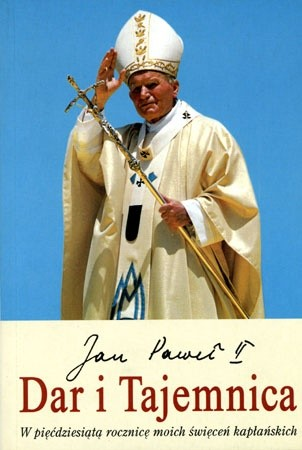 Jan Paweł II
Dar i Tajemnica
W pięćdziesiątą rocznicę moich święceń kapłańskich